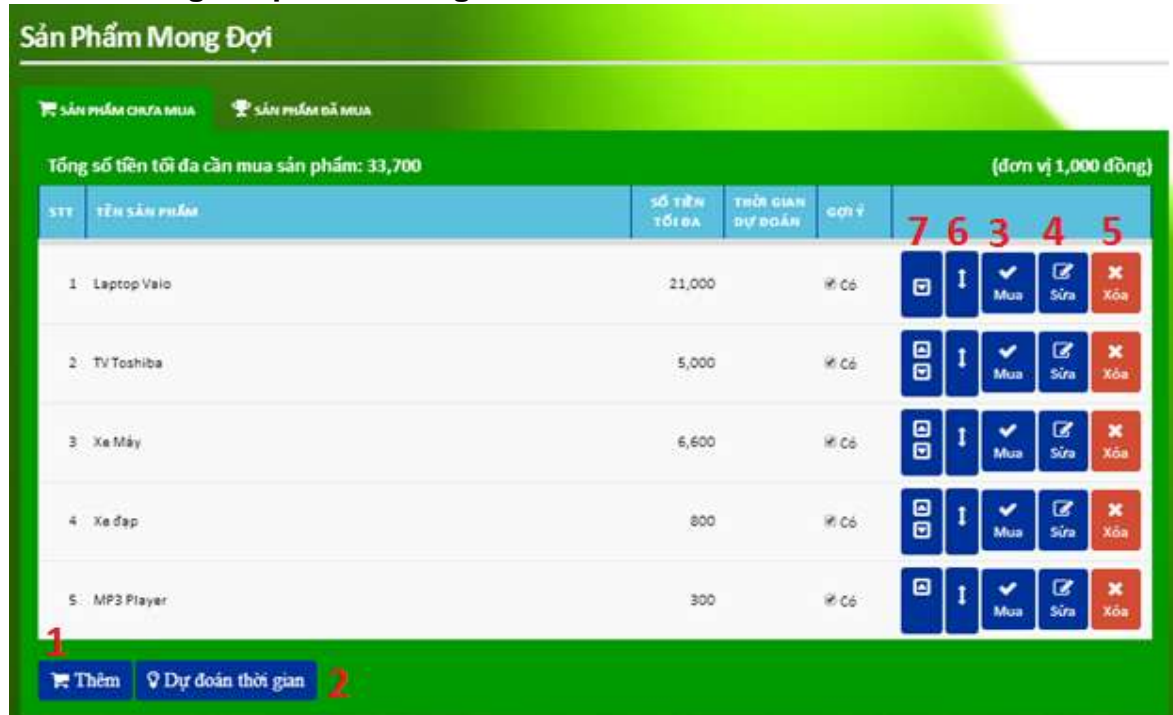 Sản Phẩm Mong Đợi
SẢN PHẨM CHƯA MUA SẢN PHẨM ĐÃ MUA
Tổng số tiền tối đa cần mua sản phẩm: 33,700 (đơn vị 1,000 đồng)
STT TÊN SẢN PHẨM SỐ TIỀN TỐI ĐA THỜI GIAN DỰ ĐOÁN GỢI Ý 7 6 3 4 5
1 Laptop Vaio 21,000 Có Mua Sửa Xóa
2 TV Toshiba 5,000 Có Mua Sửa Xóa
3 Xe Máy 6,600 Có Mua Sửa Xóa
4 Xe đạp 800 Có Mua Sửa Xóa
5 MP3 Player 300 Có Mua Sửa Xóa
1
Thêm Dự đoán thời gian 2